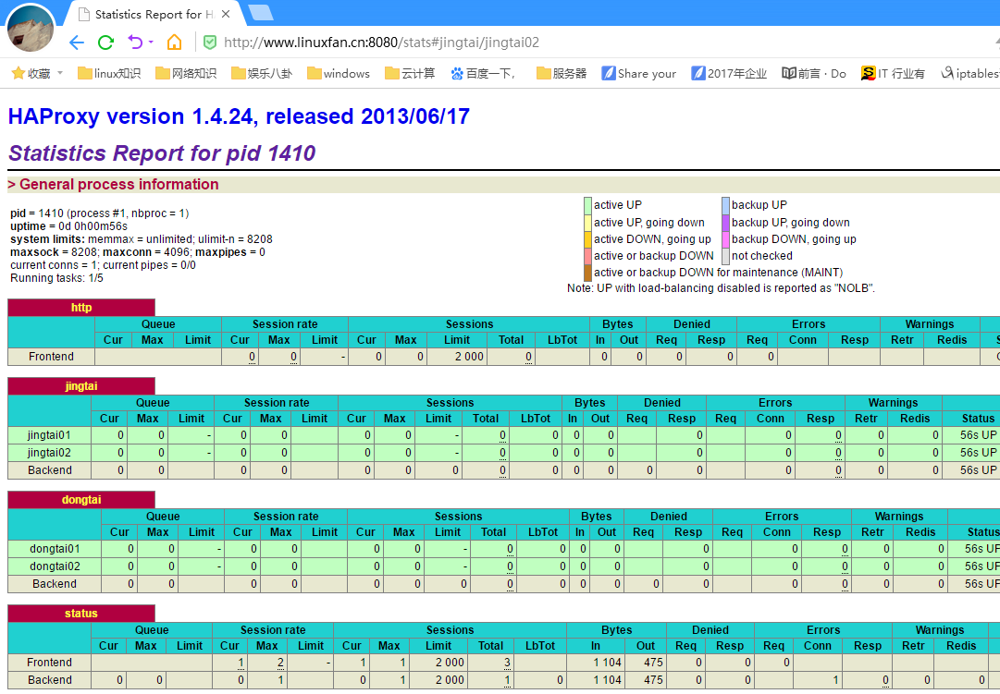 Statistics Report for H
http://www.linuxfan.cn:8080/stats#jingtai/jingtai02
收藏 linux知识 网络知识 娱乐八卦 windows 云计算 百度一下, 服务器 Share your 2017年企业 前言 · Do IT 行业有 iptables
HAProxy version 1.4.24, released 2013/06/17
Statistics Report for pid 1410
> General process information
pid = 1410 (process #1, nbproc = 1)
uptime = 0d 0h00m56s
system limits: memmax = unlimited; ulimit-n = 8208
maxsock = 8208; maxconn = 4096; maxpipes = 0
current conns = 1; current pipes = 0/0
Running tasks: 1/5
active UP backup UP
active UP, going down backup UP, going down
active DOWN, going up backup DOWN, going up
active or backup DOWN not checked
active or backup DOWN for maintenance (MAINT)
Note: UP with load-balancing disabled is reported as "NOLB".
http
Queue Session rate Sessions Bytes Denied Errors Warnings
Cur Max Limit Cur Max Limit Cur Max Limit Total LbTot In Out Req Resp Req Conn Resp Retr Redis
Frontend 0 0 - 0 0 2 000 0 0 0 0 0 0
jingtai
Queue Session rate Sessions Bytes Denied Errors Warnings
Cur Max Limit Cur Max Limit Cur Max Limit Total LbTot In Out Req Resp Req Conn Resp Retr Redis Status
jingtai01 0 0 - 0 0 0 0 - 0 0 0 0 0 0 0 0 0 56s UP
jingtai02 0 0 - 0 0 0 0 - 0 0 0 0 0 0 0 0 0 56s UP
Backend 0 0 0 0 0 0 0 0 0 0 0 0 0 0 0 0 0 56s UP
dongtai
Queue Session rate Sessions Bytes Denied Errors Warnings
Cur Max Limit Cur Max Limit Cur Max Limit Total LbTot In Out Req Resp Req Conn Resp Retr Redis Status
dongtai01 0 0 - 0 0 0 0 - 0 0 0 0 0 0 0 0 0 56s UP
dongtai02 0 0 - 0 0 0 0 - 0 0 0 0 0 0 0 0 0 56s UP
Backend 0 0 0 0 0 0 0 0 0 0 0 0 0 0 0 0 0 56s UP
status
Queue Session rate Sessions Bytes Denied Errors Warnings
Cur Max Limit Cur Max Limit Cur Max Limit Total LbTot In Out Req Resp Req Conn Resp Retr Redis
Frontend 1 2 - 1 1 2 000 3 1 104 475 0 0 0
Backend 0 0 0 1 0 1 2 000 1 0 1 104 475 0 0 1 0 0 0